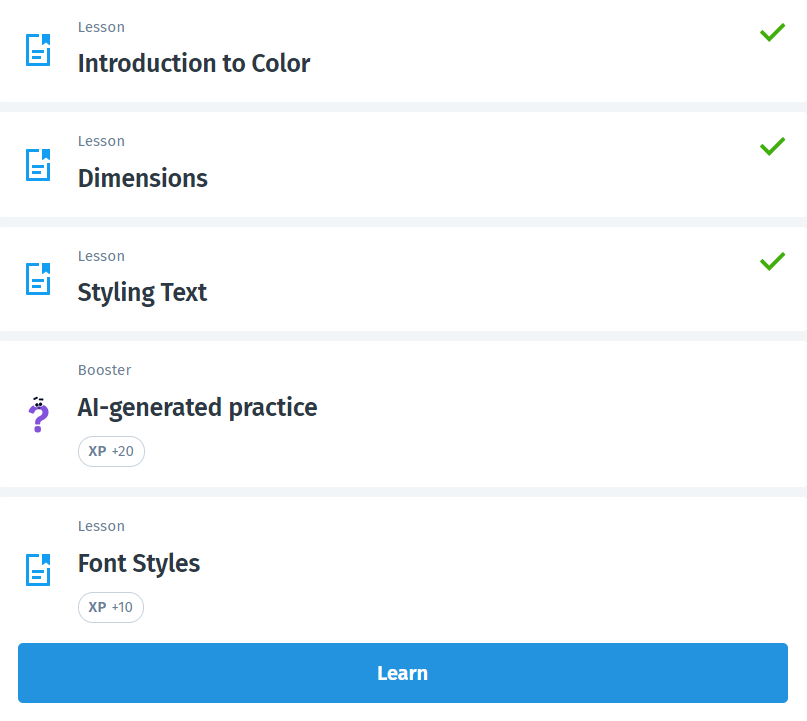 Lesson
Introduction to Color
Lesson
Dimensions
Lesson
Styling Text
Booster
AI-generated practice
XP +20
Lesson
Font Styles
XP +10
Learn